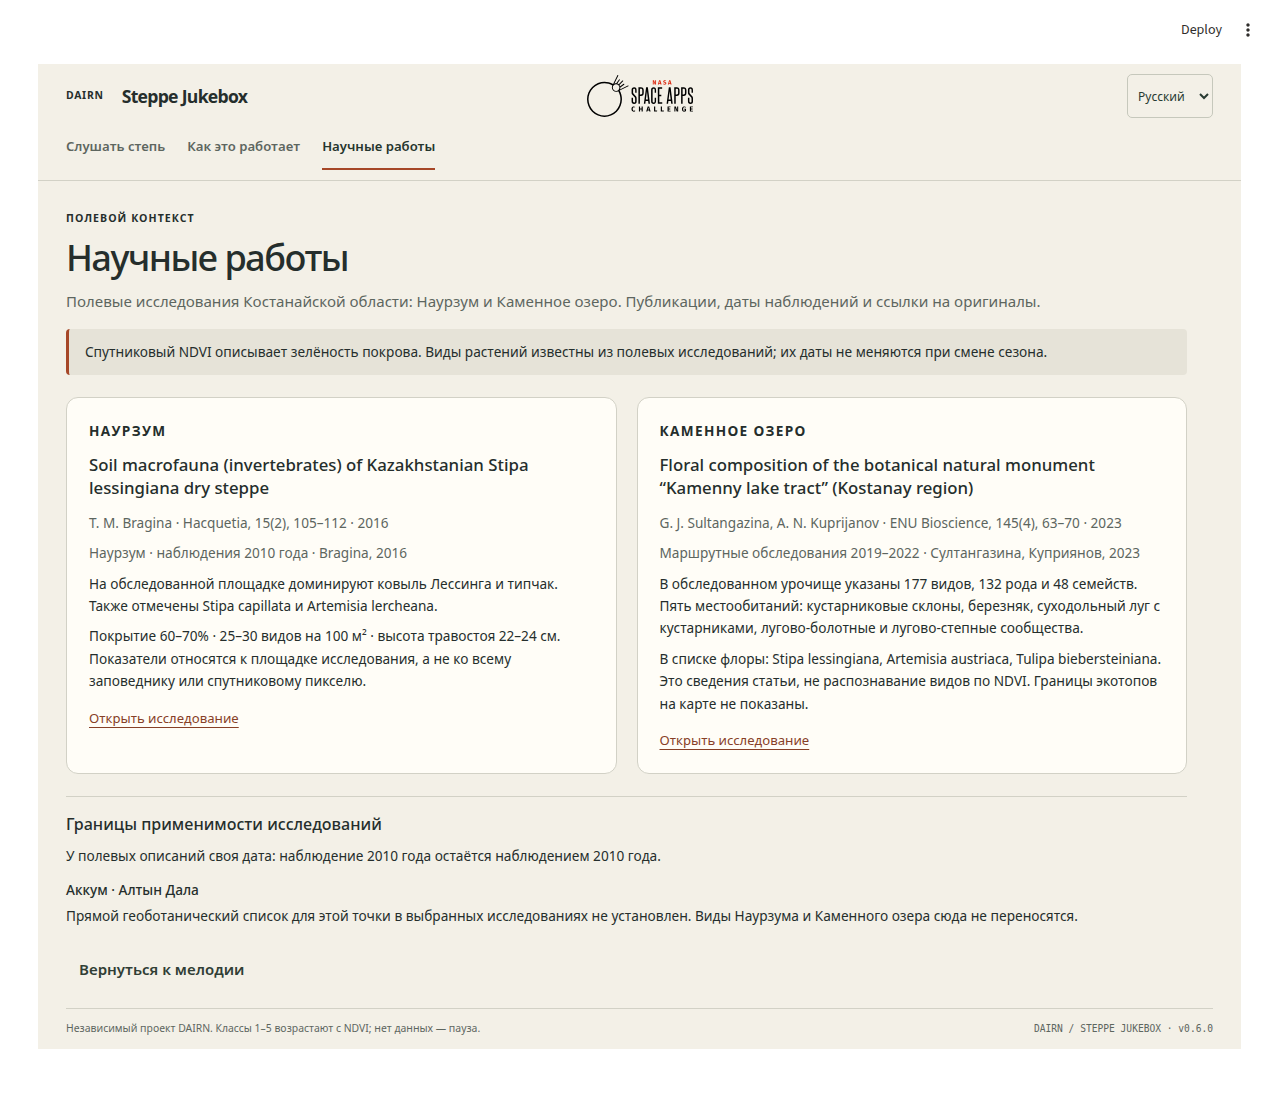 Deploy
DAIRN Steppe Jukebox
NASA
SPACE APPS
CHALLENGE
Русский
Слушать степь Как это работает Научные работы
ПОЛЕВОЙ КОНТЕКСТ
Научные работы
Полевые исследования Костанайской области: Наурзум и Каменное озеро. Публикации, даты наблюдений и ссылки на оригиналы.
Спутниковый NDVI описывает зелёность покрова. Виды растений известны из полевых исследований; их даты не меняются при смене сезона.
НАУРЗУМ
Soil macrofauna (invertebrates) of Kazakhstanian Stipa
lessingiana dry steppe
T. M. Bragina · Hacquetia, 15(2), 105–112 · 2016
Наурзум · наблюдения 2010 года · Bragina, 2016
На обследованной площадке доминируют ковыль Лессинга и типчак.
Также отмечены Stipa capillata и Artemisia lercheana.
Покрытие 60–70% · 25–30 видов на 100 м² · высота травостоя 22–24 см.
Показатели относятся к площадке исследования, а не ко всему
заповеднику или спутниковому пикселю.
Открыть исследование
КАМЕННОЕ ОЗЕРО
Floral composition of the botanical natural monument
“Kamenny lake tract” (Kostanay region)
G. J. Sultangazina, A. N. Kuprijanov · ENU Bioscience, 145(4), 63–70 · 2023
Маршрутные обследования 2019–2022 · Султангазина, Куприянов, 2023
В обследованном урочище указаны 177 видов, 132 рода и 48 семейств.
Пять местообитаний: кустарниковые склоны, березняк, суходольный луг с
кустарниками, лугово-болотные и лугово-степные сообщества.
В списке флоры: Stipa lessingiana, Artemisia austriaca, Tulipa biebersteiniana.
Это сведения статьи, не распознавание видов по NDVI. Границы экотопов
на карте не показаны.
Открыть исследование
Границы применимости исследований
У полевых описаний своя дата: наблюдение 2010 года остаётся наблюдением 2010 года.
Аккум · Алтын Дала
Прямой геоботанический список для этой точки в выбранных исследованиях не установлен. Виды Наурзума и Каменного озера сюда не переносятся.
Вернуться к мелодии
Независимый проект DAIRN. Классы 1–5 возрастают с NDVI; нет данных — пауза.
DAIRN / STEPPE JUKEBOX · v0.6.0